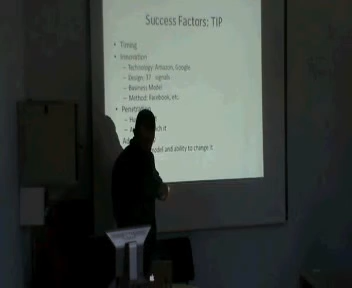 Success Factors: TIP
• Timing
• Innovation
– Technology: Amazon, Google
– Design: 37 signals
– Business Model
– Method: Facebook, etc.
• Penetration
model and ability to change it